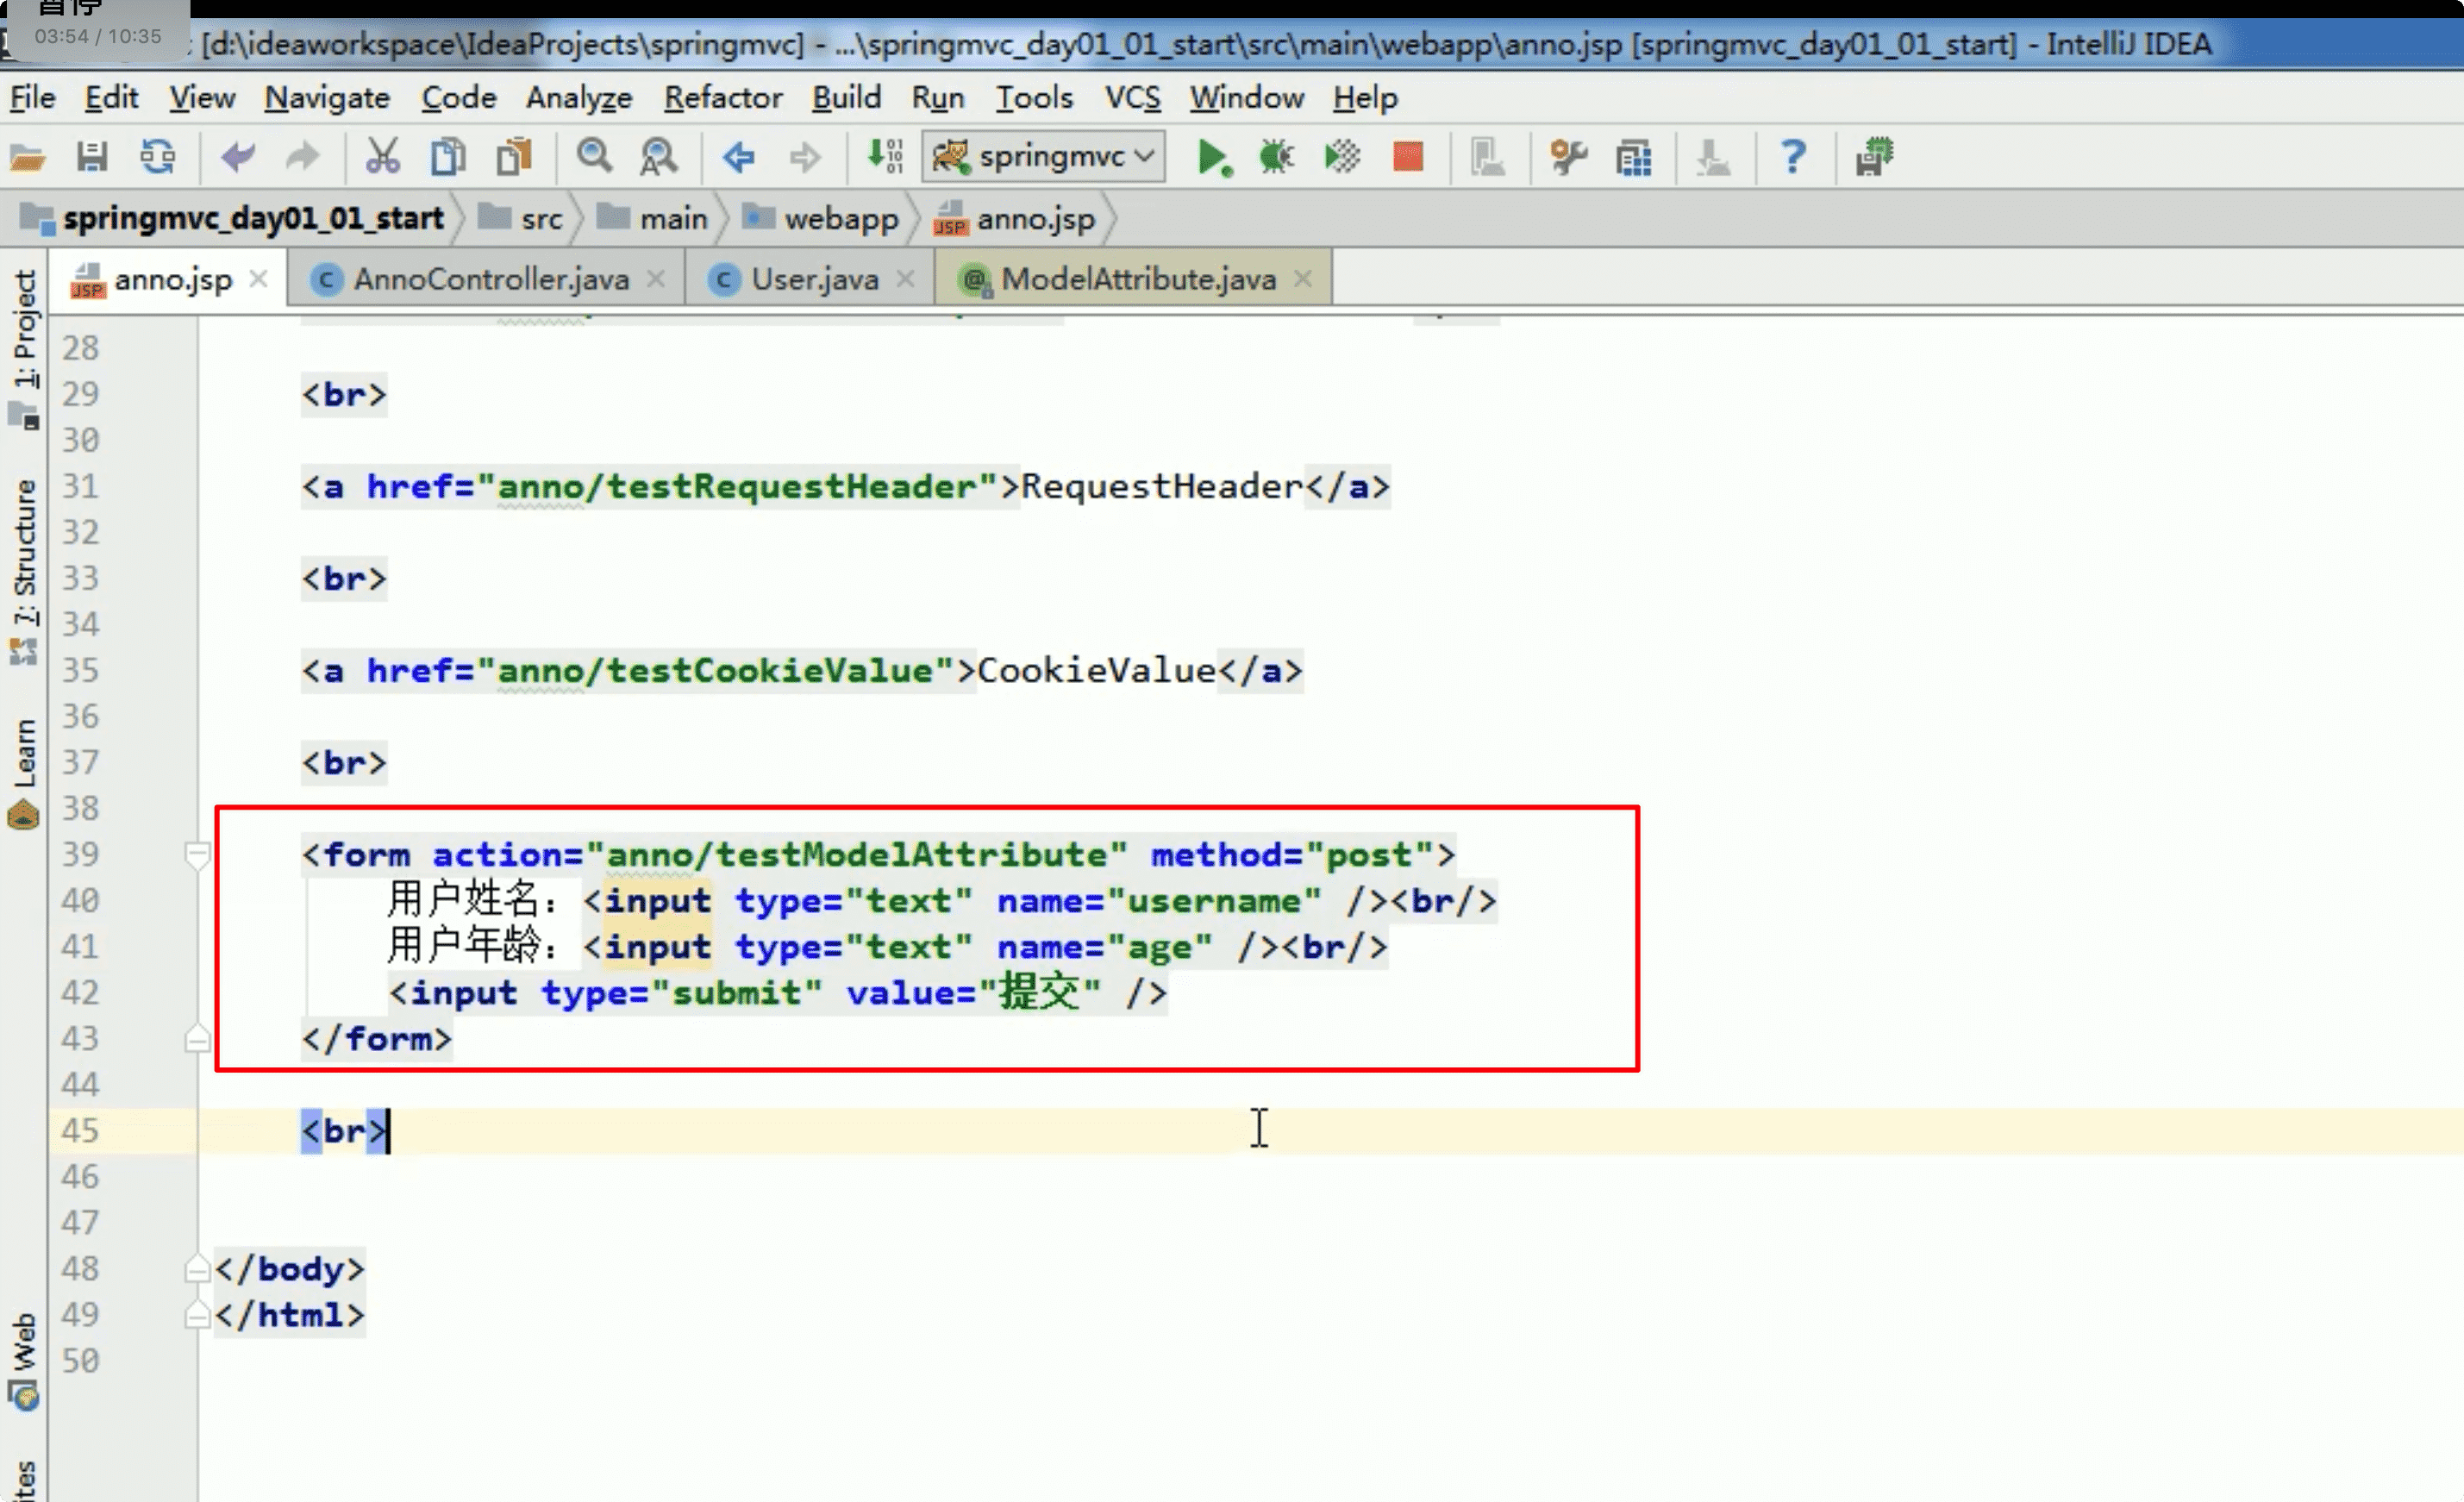 暂停
03:54 / 10:35
[d:\ideaworkspace\IdeaProjects\springmvc] - ...\springmvc_day01_01_start\src\main\webapp\anno.jsp [springmvc_day01_01_start] - IntelliJ IDEA
File Edit View Navigate Code Analyze Refactor Build Run Tools VCS Window Help
springmvc
springmvc_day01_01_start src main webapp anno.jsp
anno.jsp AnnoController.java User.java ModelAttribute.java
1: Project
7: Structure
Learn
Web
28
29 <br>
30
31 <a href="anno/testRequestHeader">RequestHeader</a>
32
33 <br>
34
35 <a href="anno/testCookieValue">CookieValue</a>
36
37 <br>
38
39 <form action="anno/testModelAttribute" method="post">
40 用户姓名：<input type="text" name="username" /><br/>
41 用户年龄：<input type="text" name="age" /><br/>
42 <input type="submit" value="提交" />
43 </form>
44
45 <br>
46
47
48 </body>
49 </html>
50